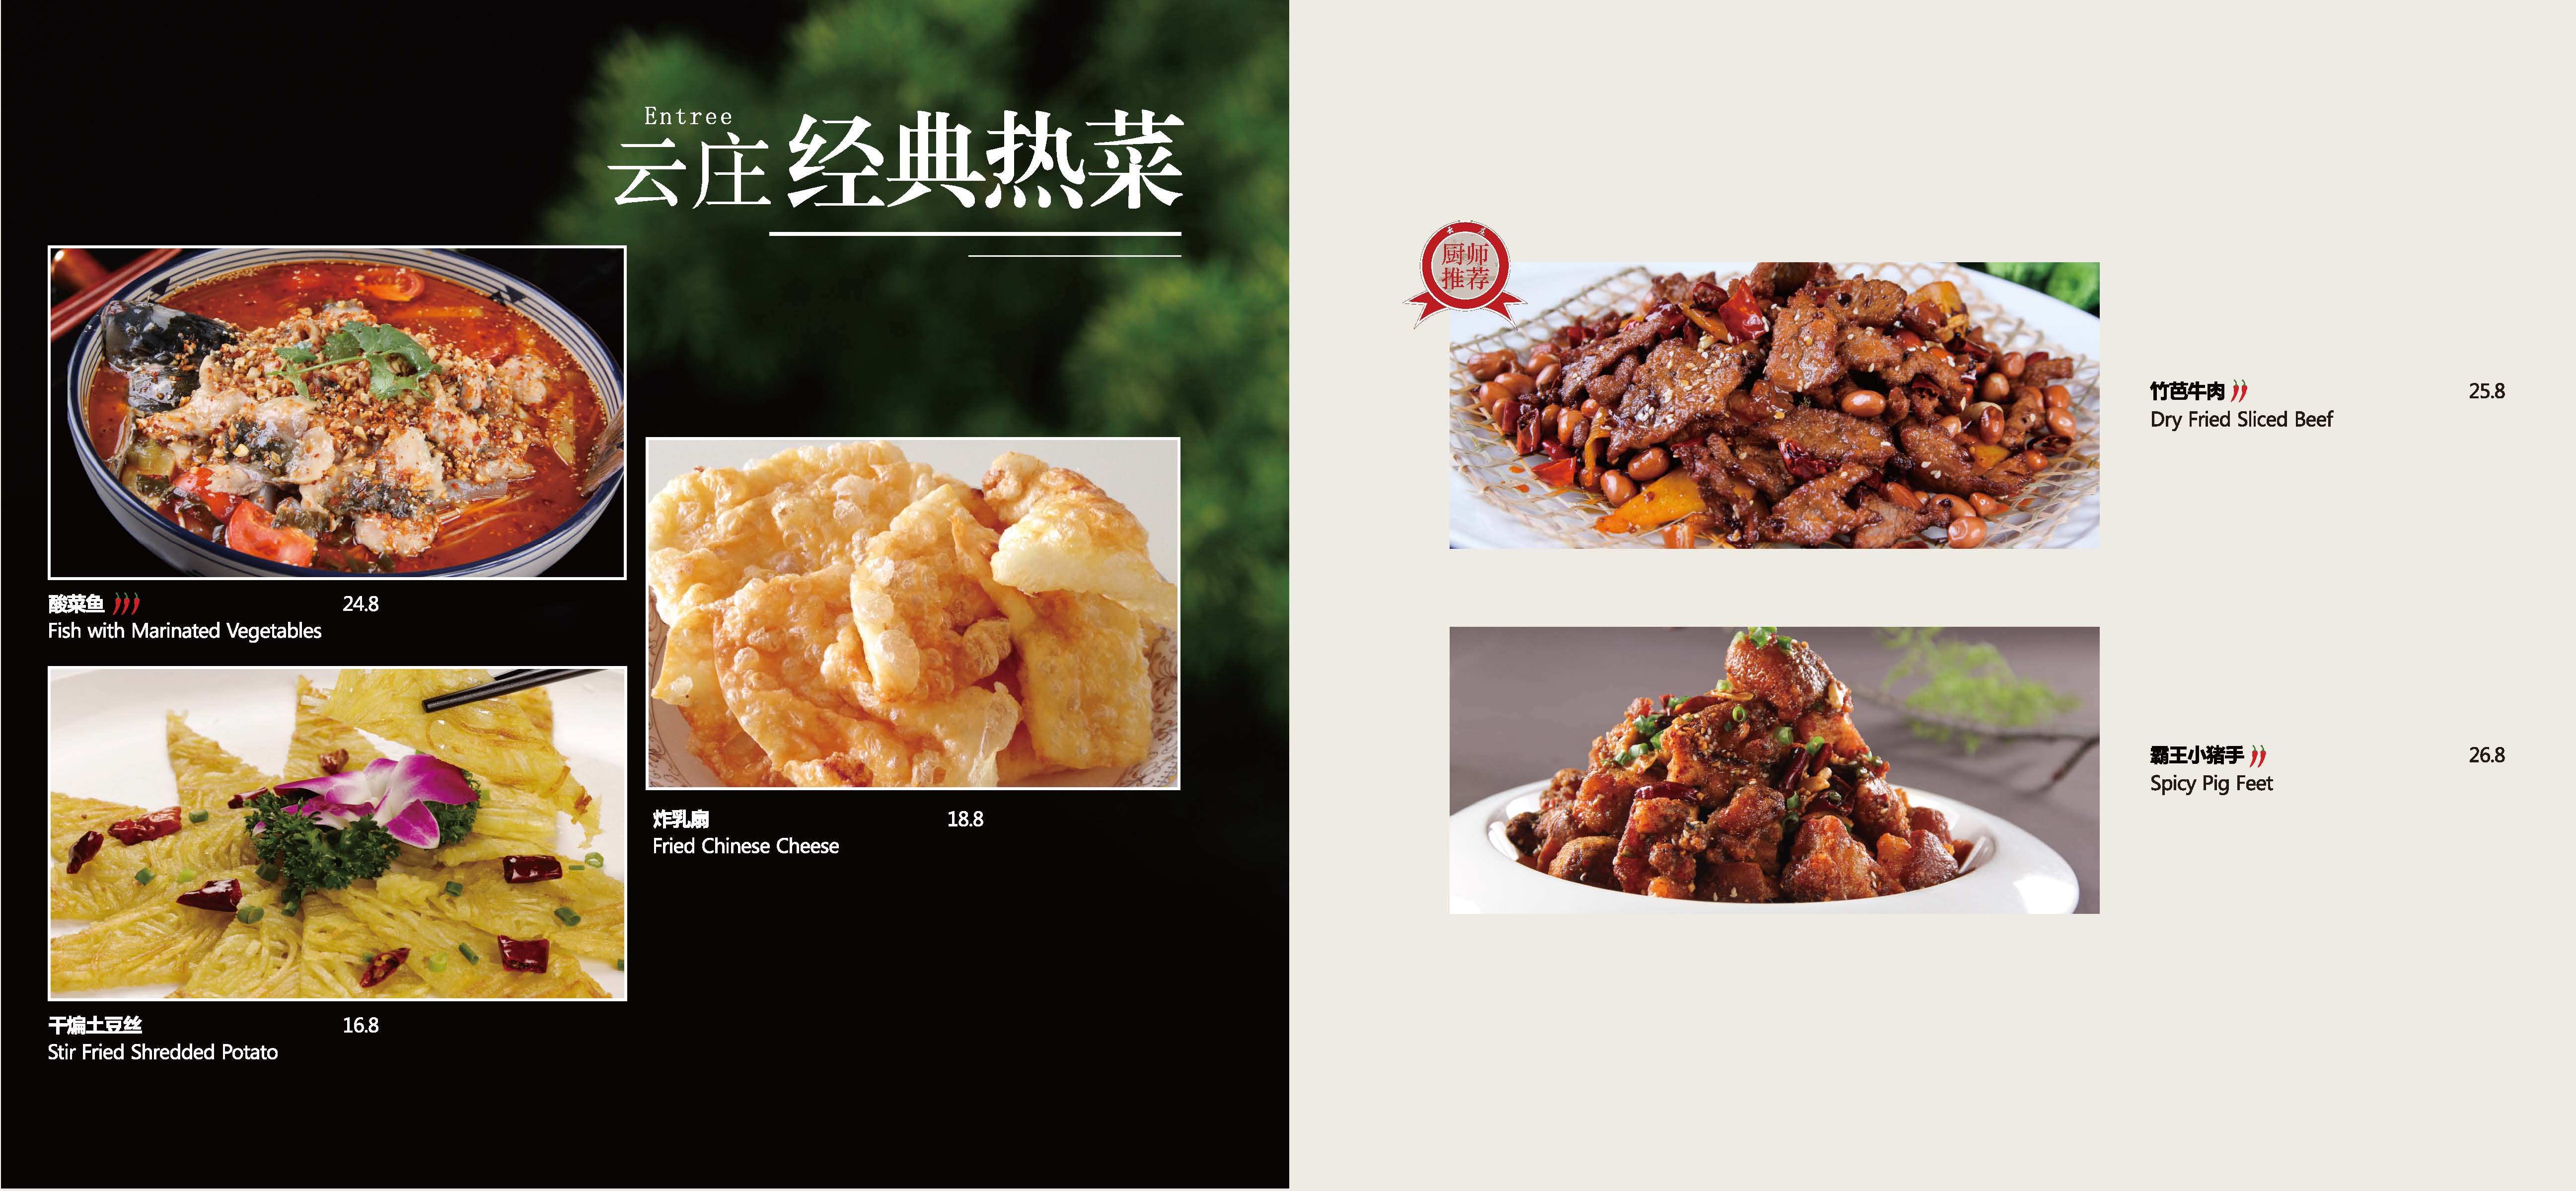 Entree
云庄 经典热菜
酸菜鱼 24.8
Fish with Marinated Vegetables
炸乳扇 18.8
Fried Chinese Cheese
干煸土豆丝 16.8
Stir Fried Shredded Potato
云庄
厨师
推荐
竹芭牛肉 25.8
Dry Fried Sliced Beef
霸王小猪手 26.8
Spicy Pig Feet